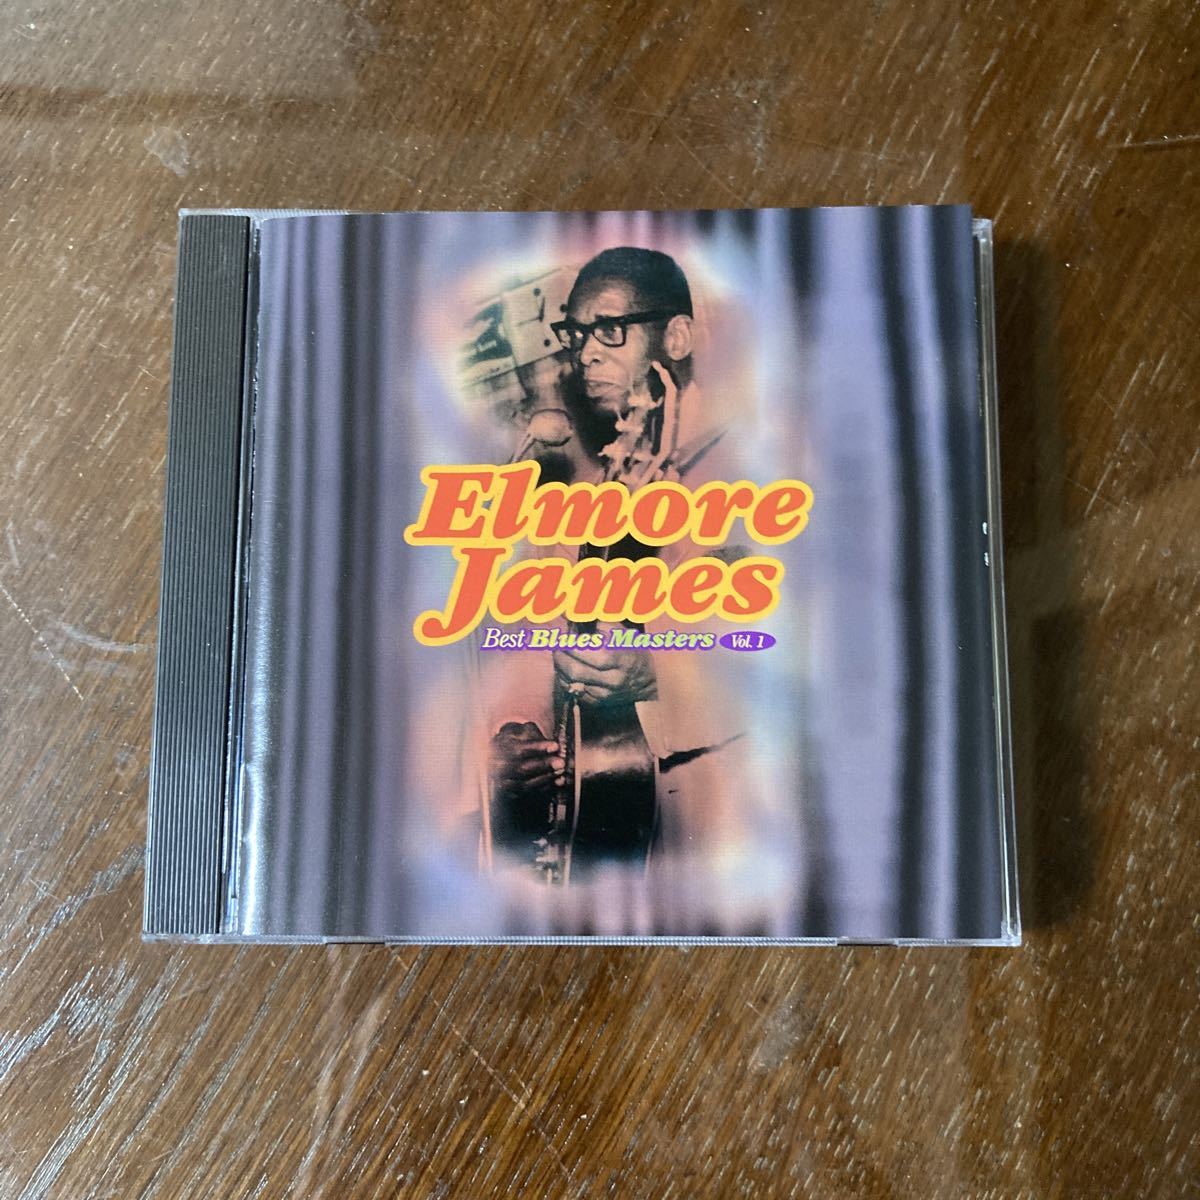 Elmore
James
Best Blues Masters Vol. 1